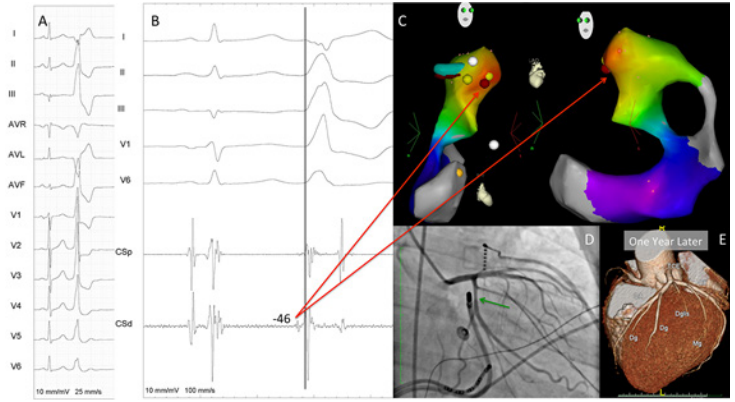 A
I
II
III
AVR
AVL
AVF
V1
V2
V3
V4
V5
V6
10 mm/mV 25 mm/s
B
I
II
III
V1
V6
CSp
CSd
-46
10 mm/mV 100 mm/s
C
D
One Year Later
E
Dg
Dg
Mg